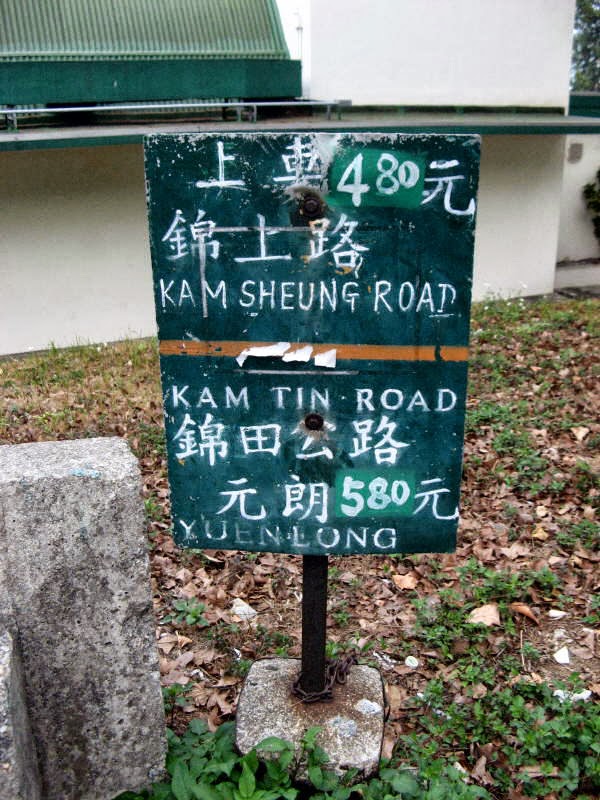 上 480元
錦上路
KAM SHEUNG ROAD
KAM TIN ROAD
錦田公路
元朗 580元
YUEN LONG